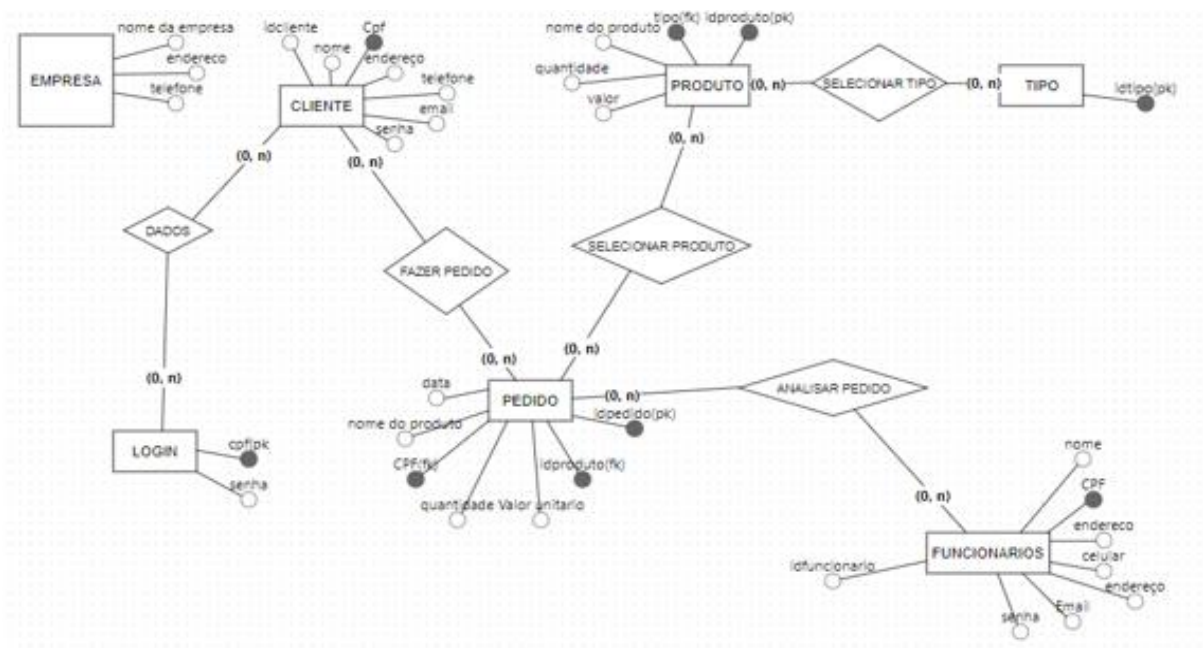 EMPRESA
nome da empresa
endereco
telefone
Idcliente
nome
Cpf
endereço
telefone
email
senha
CLIENTE
(0, n)
(0, n)
DADOS
(0, n)
LOGIN
cpf(pk
senha
FAZER PEDIDO
(0, n)
nome do produto
tipo(fk)
Idproduto(pk)
quantidade
valor
PRODUTO
(0, n)
SELECIONAR TIPO
(0, n)
TIIPO
Idtipo(pk)
(0, n)
SELECIONAR PRODUTO
(0, n)
data
PEDIDO
(0, n)
Idpedido(pk)
nome do produto
CPF(fk)
Idproduto(fk)
quantidade
Valor unitario
ANALISAR PEDIDO
(0, n)
FUNCIONARIOS
nome
CPF
endereco
celular
endereço
Email
senha
Idfuncionario